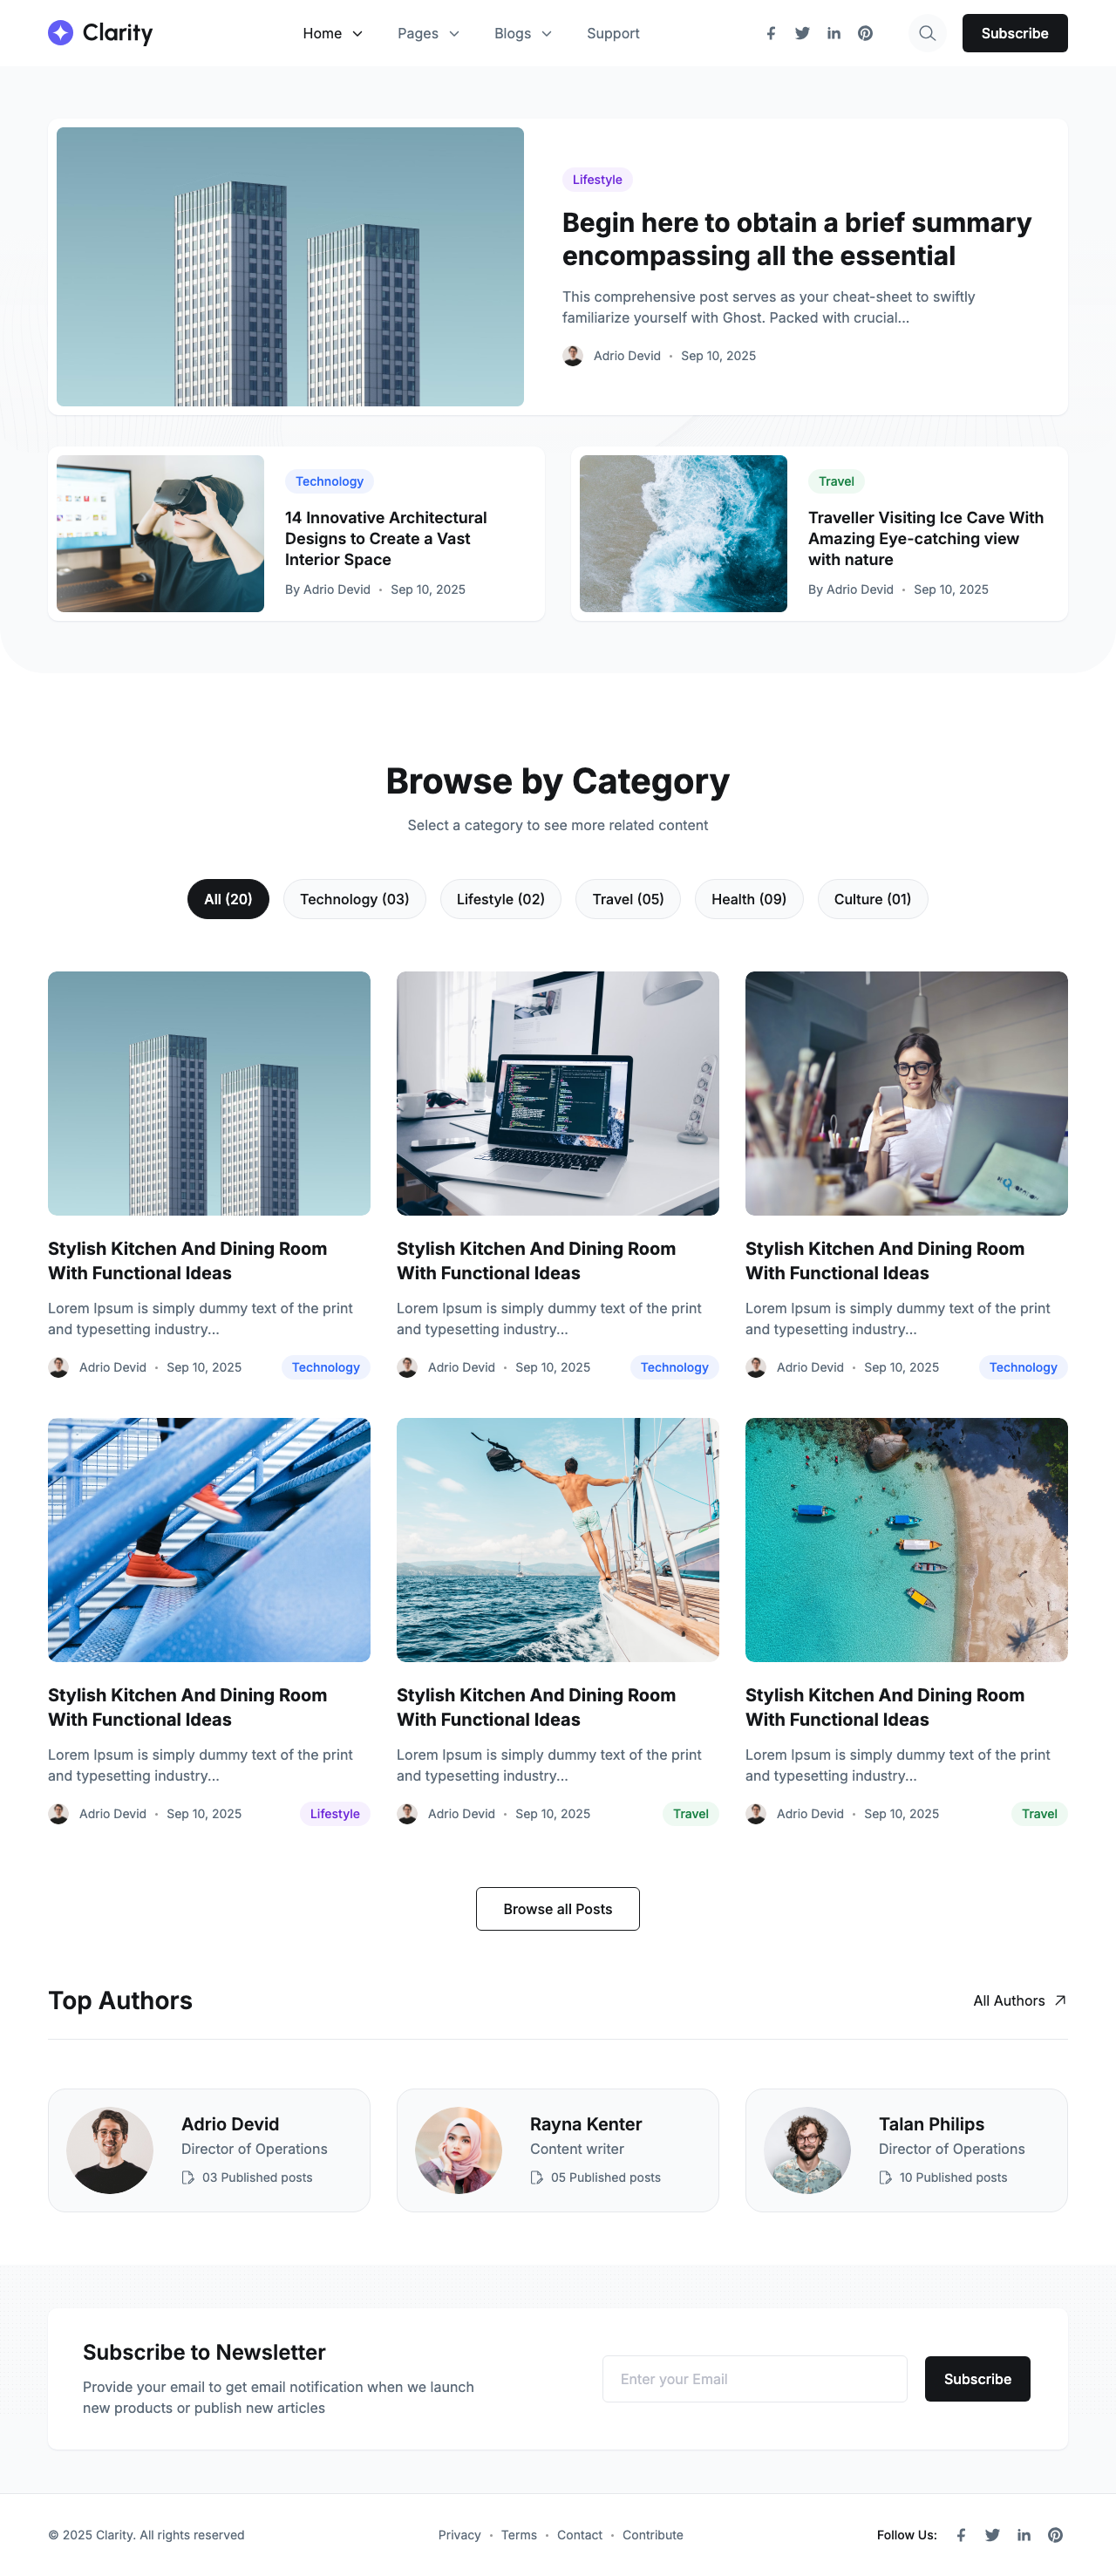 Clarity
Home
Pages
Blogs
Support
Subscribe
Lifestyle
Begin here to obtain a brief summary
encompassing all the essential
This comprehensive post serves as your cheat-sheet to swiftly
familiarize yourself with Ghost. Packed with crucial...
Adrio Devid • Sep 10, 2025
Technology
14 Innovative Architectural
Designs to Create a Vast
Interior Space
By Adrio Devid • Sep 10, 2025
Travel
Traveller Visiting Ice Cave With
Amazing Eye-catching view
with nature
By Adrio Devid • Sep 10, 2025
Browse by Category
Select a category to see more related content
All (20)
Technology (03)
Lifestyle (02)
Travel (05)
Health (09)
Culture (01)
Stylish Kitchen And Dining Room
With Functional Ideas
Lorem Ipsum is simply dummy text of the print
and typesetting industry...
Adrio Devid • Sep 10, 2025
Technology
Stylish Kitchen And Dining Room
With Functional Ideas
Lorem Ipsum is simply dummy text of the print
and typesetting industry...
Adrio Devid • Sep 10, 2025
Technology
Stylish Kitchen And Dining Room
With Functional Ideas
Lorem Ipsum is simply dummy text of the print
and typesetting industry...
Adrio Devid • Sep 10, 2025
Technology
Stylish Kitchen And Dining Room
With Functional Ideas
Lorem Ipsum is simply dummy text of the print
and typesetting industry...
Adrio Devid • Sep 10, 2025
Lifestyle
Stylish Kitchen And Dining Room
With Functional Ideas
Lorem Ipsum is simply dummy text of the print
and typesetting industry...
Adrio Devid • Sep 10, 2025
Travel
Stylish Kitchen And Dining Room
With Functional Ideas
Lorem Ipsum is simply dummy text of the print
and typesetting industry...
Adrio Devid • Sep 10, 2025
Travel
Browse all Posts
Top Authors
All Authors
Adrio Devid
Director of Operations
03 Published posts
Rayna Kenter
Content writer
05 Published posts
Talan Philips
Director of Operations
10 Published posts
Subscribe to Newsletter
Provide your email to get email notification when we launch
new products or publish new articles
Enter your Email
Subscribe
© 2025 Clarity. All rights reserved
Privacy • Terms • Contact • Contribute
Follow Us: